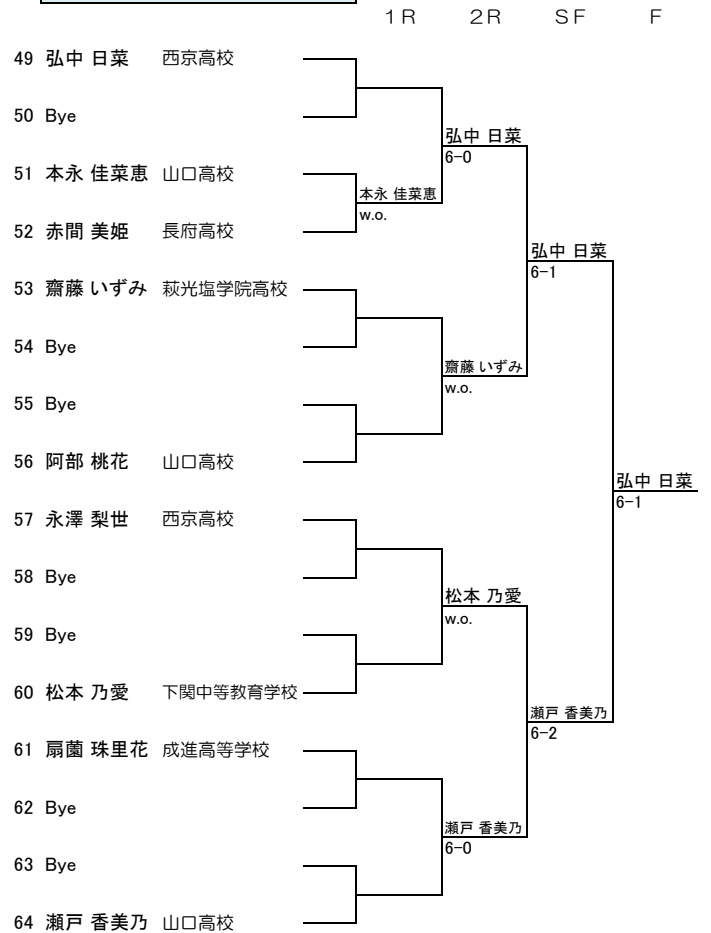 １Ｒ ２Ｒ ＳＦ Ｆ
49 弘中 日菜 西京高校
50 Bye
弘中 日菜
6-0
51 本永 佳菜恵 山口高校
本永 佳菜恵
w.o.
52 赤間 美姫 長府高校
弘中 日菜
6-1
53 齋藤 いずみ 萩光塩学院高校
54 Bye
齋藤 いずみ
w.o.
55 Bye
56 阿部 桃花 山口高校
弘中 日菜
6-1
57 永澤 梨世 西京高校
58 Bye
松本 乃愛
w.o.
59 Bye
60 松本 乃愛 下関中等教育学校
瀬戸 香美乃
6-2
61 扇薗 珠里花 成進高等学校
62 Bye
瀬戸 香美乃
6-0
63 Bye
64 瀬戸 香美乃 山口高校